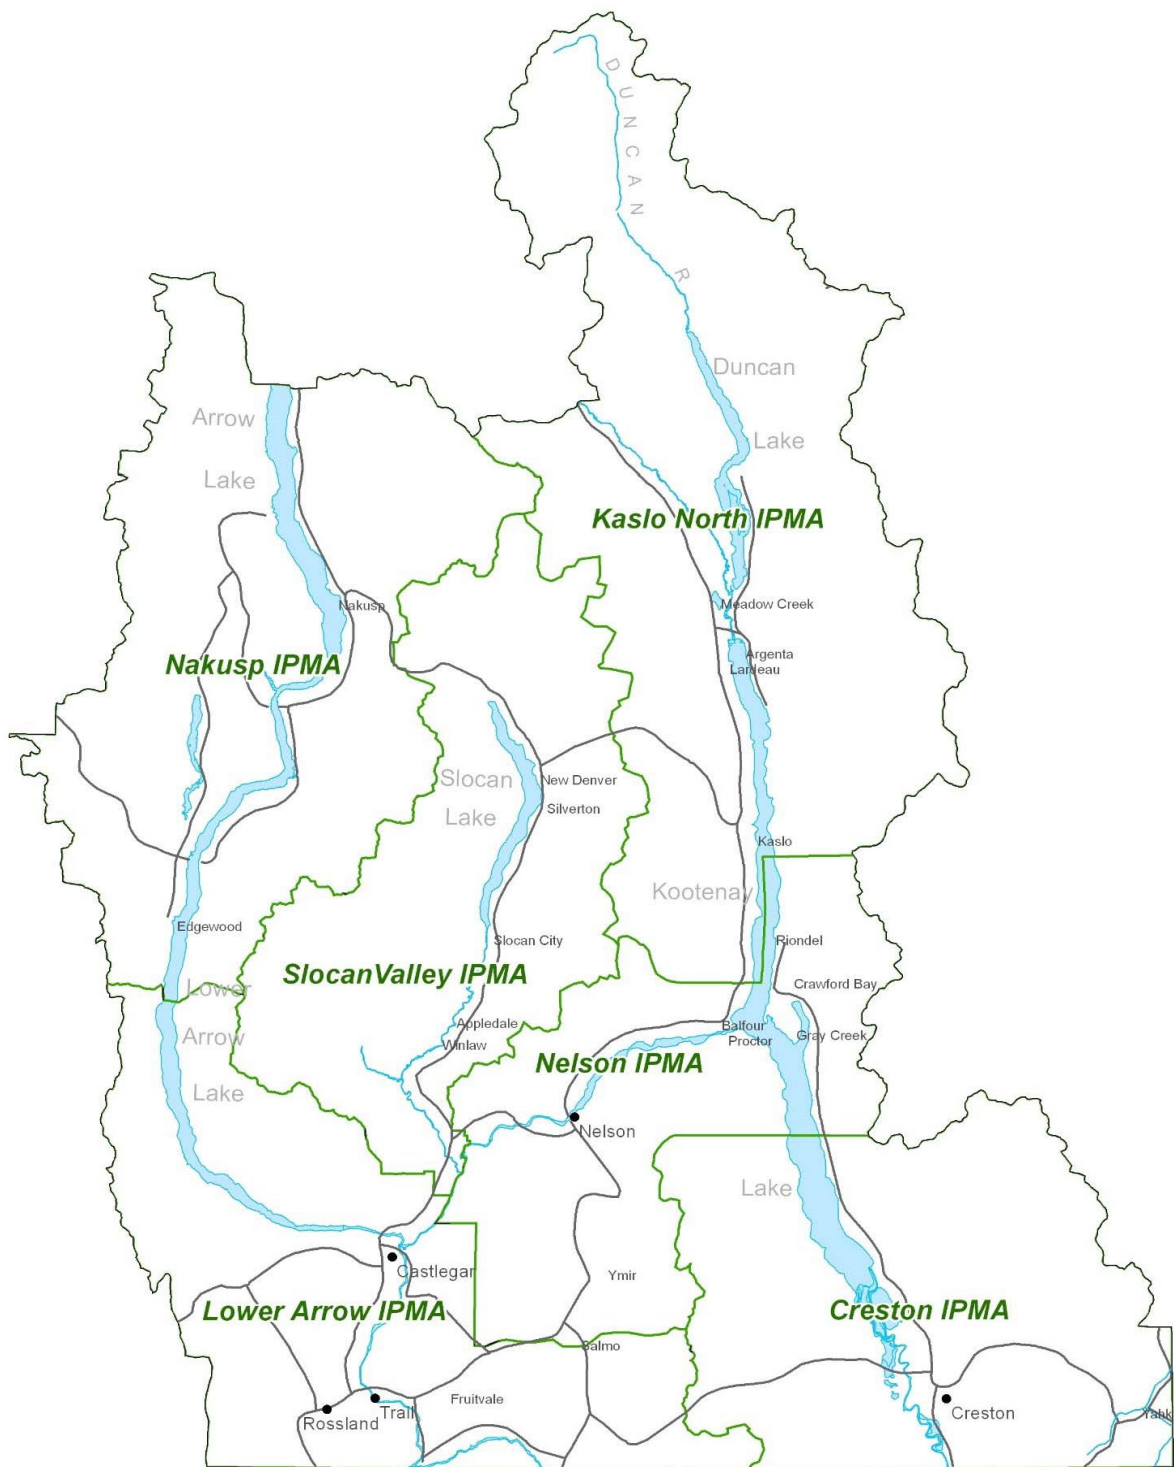 DUNCAN
R
Duncan
Lake
Arrow
Lake
Kaslo North IPMA
Nakusp
Meadow Creek
Argenta
Lardeau
Nakusp IPMA
Slocan
Lake
New Denver
Silverton
Kaslo
Kootenay
Edgewood
Slocan City
Riondel
SlocanValley IPMA
Crawford Bay
Lower
Arrow
Lake
Appledale
Winlaw
Balfour
Proctor
Gray Creek
Nelson IPMA
Nelson
Lake
Castlegar
Ymir
Lower Arrow IPMA
Creston IPMA
Salmo
Fruitvale
Trail
Rossland
Creston
Yahk